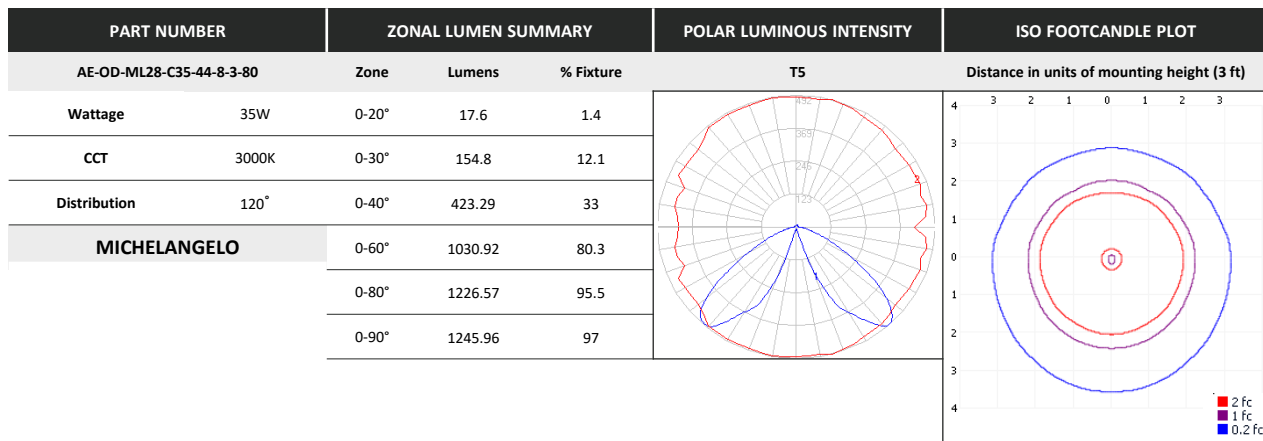 PART NUMBER ZONAL LUMEN SUMMARY POLAR LUMINOUS INTENSITY ISO FOOTCANDLE PLOT
AE-OD-ML28-C35-44-8-3-80 Zone Lumens % Fixture T5 Distance in units of mounting height (3 ft)
Wattage 35W 0-20° 17.6 1.4
CCT 3000K 0-30° 154.8 12.1
Distribution 120° 0-40° 423.29 33
MICHELANGELO 0-60° 1030.92 80.3
0-80° 1226.57 95.5
0-90° 1245.96 97
492
369
246
123
2
1
4 3 2 1 0 1 2 3
3
2
1
0
1
2
3
4
2 fc
1 fc
0.2 fc